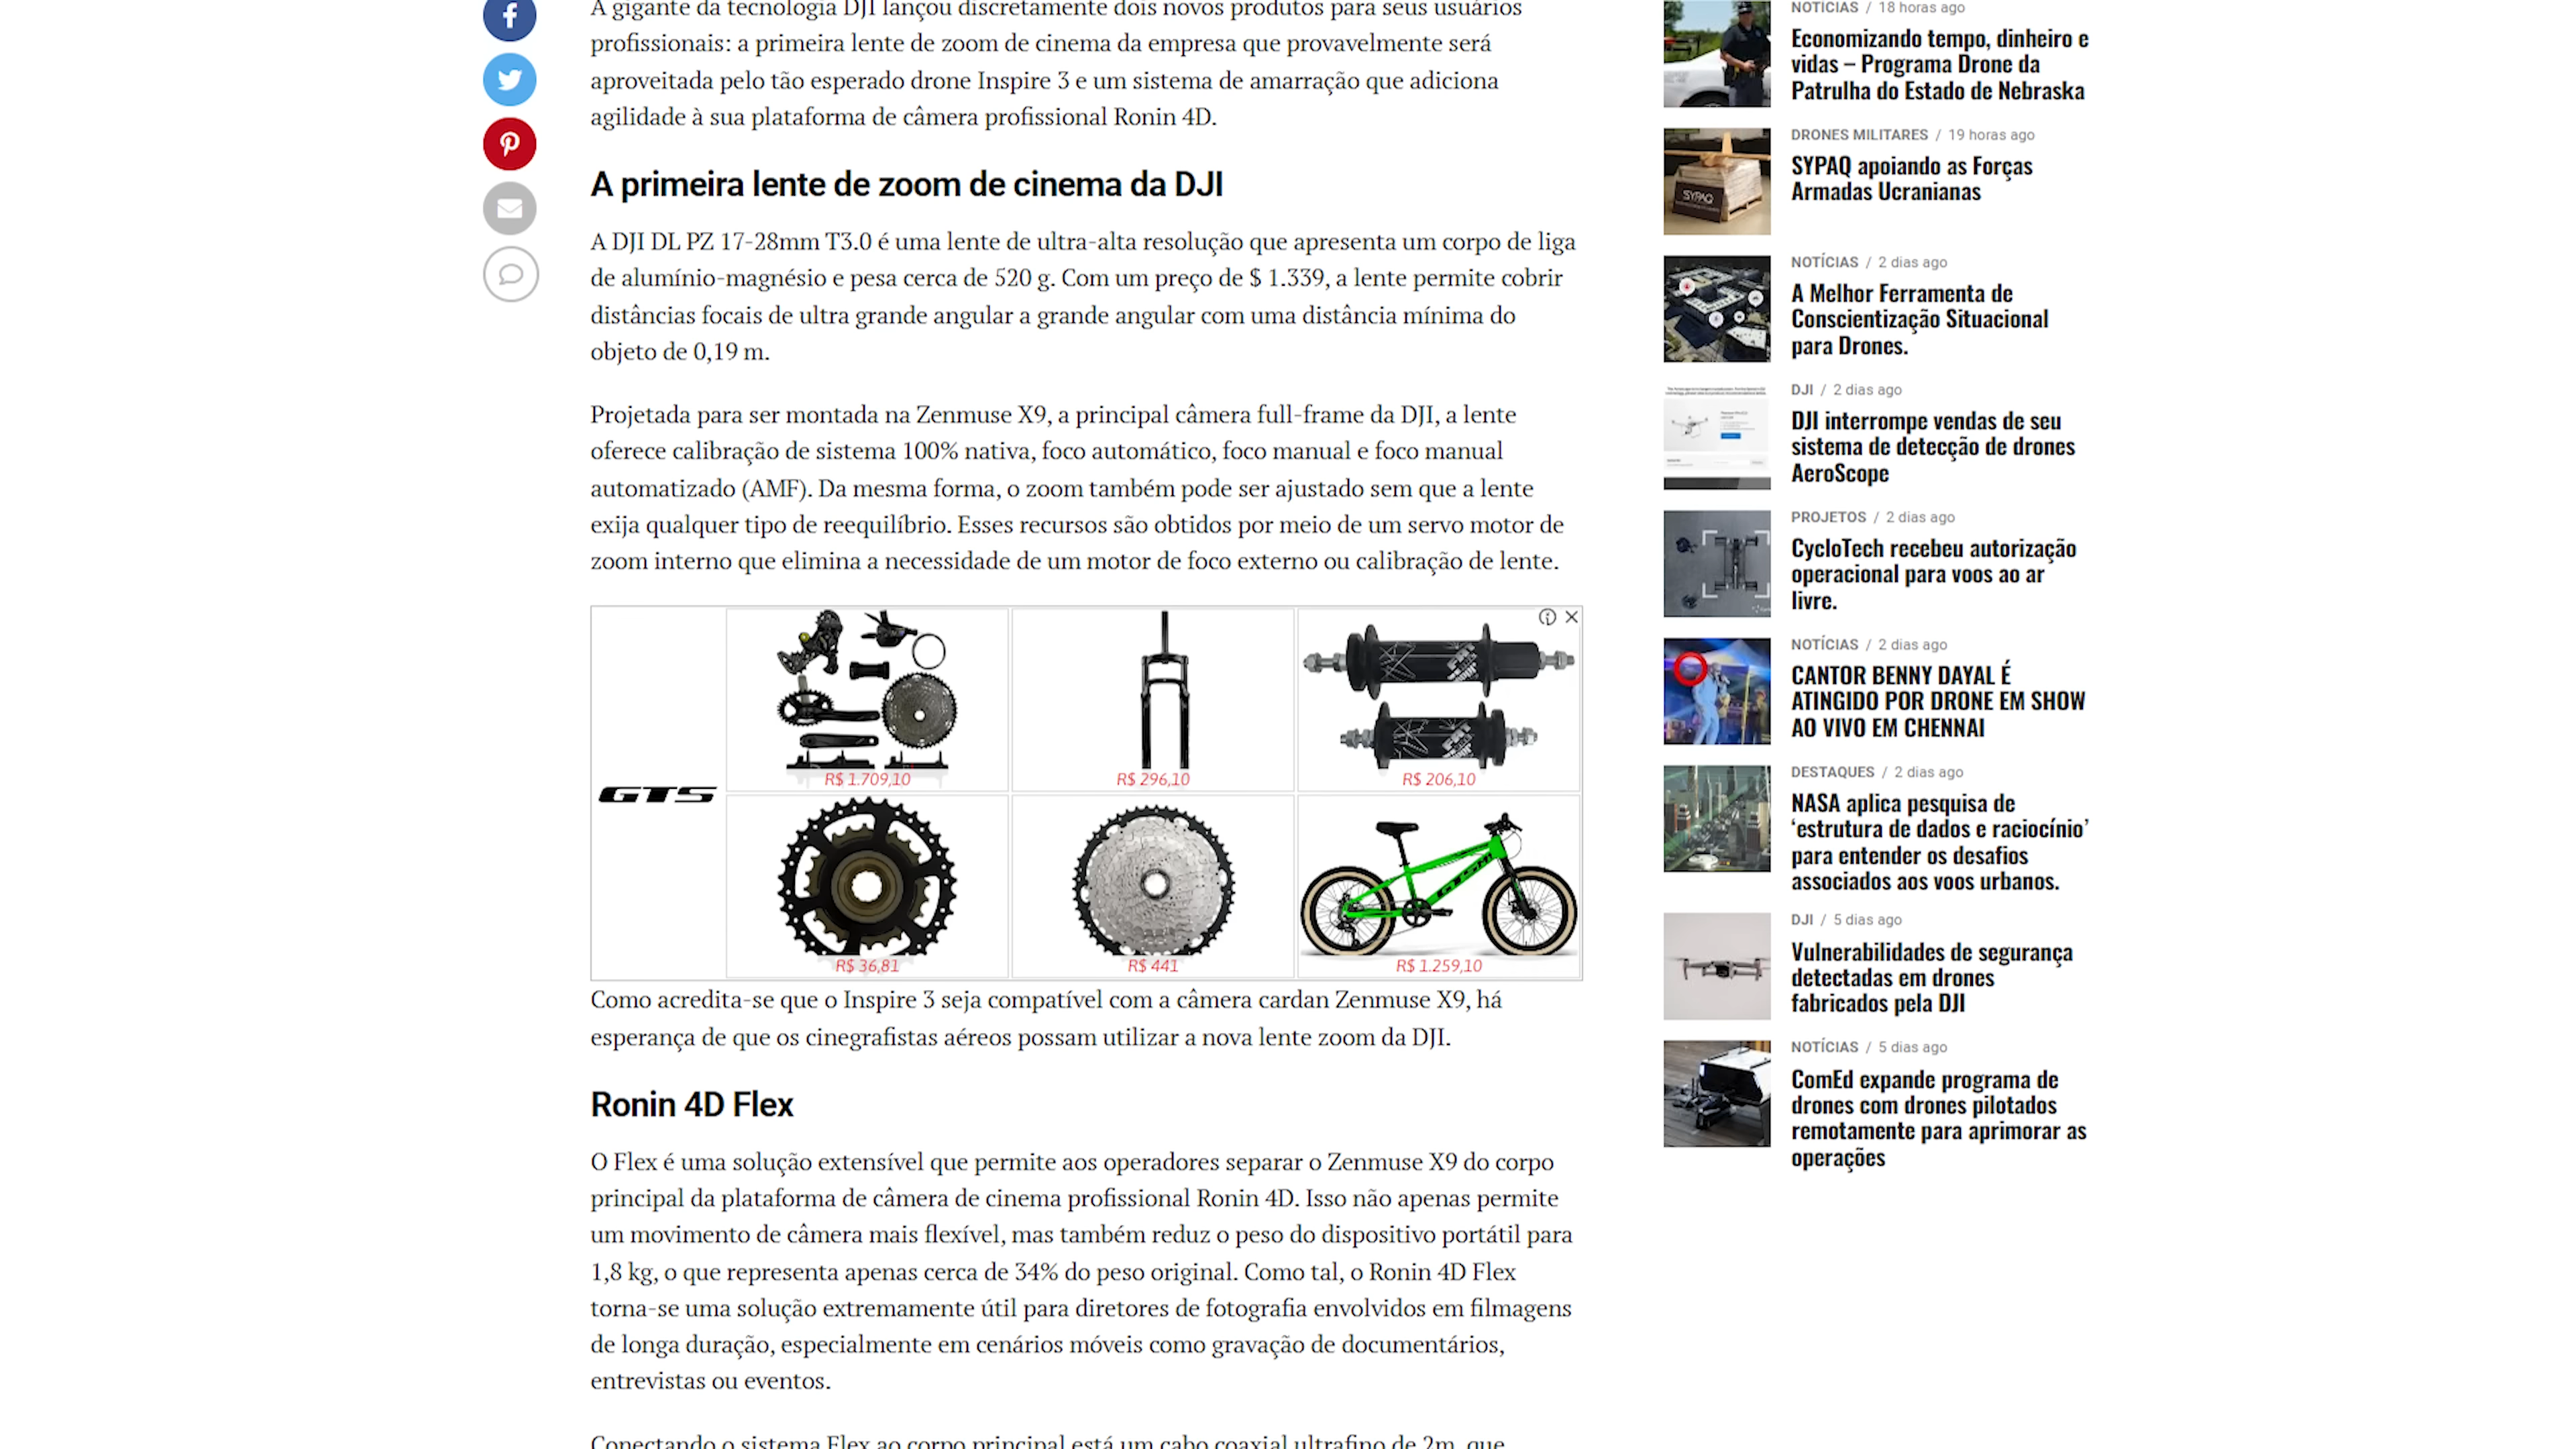 A gigante da tecnologia DJI lançou discretamente dois novos produtos para seus usuários
profissionais: a primeira lente de zoom de cinema da empresa que provavelmente será
aproveitada pelo tão esperado drone Inspire 3 e um sistema de amarração que adiciona
agilidade à sua plataforma de câmera profissional Ronin 4D.
A primeira lente de zoom de cinema da DJI
A DJI DL PZ 17-28mm T3.0 é uma lente de ultra-alta resolução que apresenta um corpo de liga
de alumínio-magnésio e pesa cerca de 520 g. Com um preço de $ 1.339, a lente permite cobrir
distâncias focais de ultra grande angular a grande angular com uma distância mínima do
objeto de 0,19 m.
Projetada para ser montada na Zenmuse X9, a principal câmera full-frame da DJI, a lente
oferece calibração de sistema 100% nativa, foco automático, foco manual e foco manual
automatizado (AMF). Da mesma forma, o zoom também pode ser ajustado sem que a lente
exija qualquer tipo de reequilíbrio. Esses recursos são obtidos por meio de um servo motor de
zoom interno que elimina a necessidade de um motor de foco externo ou calibração de lente.
GTS
R$ 1.709,10
R$ 296,10
R$ 206,10
R$ 36,81
R$ 441
R$ 1.259,10
Como acredita-se que o Inspire 3 seja compatível com a câmera cardan Zenmuse X9, há
esperança de que os cinegrafistas aéreos possam utilizar a nova lente zoom da DJI.
Ronin 4D Flex
O Flex é uma solução extensível que permite aos operadores separar o Zenmuse X9 do corpo
principal da plataforma de câmera de cinema profissional Ronin 4D. Isso não apenas permite
um movimento de câmera mais flexível, mas também reduz o peso do dispositivo portátil para
1,8 kg, o que representa apenas cerca de 34% do peso original. Como tal, o Ronin 4D Flex
torna-se uma solução extremamente útil para diretores de fotografia envolvidos em filmagens
de longa duração, especialmente em cenários móveis como gravação de documentários,
entrevistas ou eventos.
Conectando o sistema Flex ao corpo principal está um cabo coaxial ultrafino de 2m, que
NOTÍCIAS / 18 horas ago
Economizando tempo, dinheiro e
vidas – Programa Drone da
Patrulha do Estado de Nebraska
DRONES MILITARES / 19 horas ago
SYPAQ apoiando as Forças
Armadas Ucranianas
SYPAQ
NOTÍCIAS / 2 dias ago
A Melhor Ferramenta de
Conscientização Situacional
para Drones.
DJI / 2 dias ago
DJI interrompe vendas de seu
sistema de detecção de drones
AeroScope
PROJETOS / 2 dias ago
CycloTech recebeu autorização
operacional para voos ao ar
livre.
NOTÍCIAS / 2 dias ago
CANTOR BENNY DAYAL É
ATINGIDO POR DRONE EM SHOW
AO VIVO EM CHENNAI
DESTAQUES / 2 dias ago
NASA aplica pesquisa de
‘estrutura de dados e raciocínio’
para entender os desafios
associados aos voos urbanos.
DJI / 5 dias ago
Vulnerabilidades de segurança
detectadas em drones
fabricados pela DJI
NOTÍCIAS / 5 dias ago
ComEd expande programa de
drones com drones pilotados
remotamente para aprimorar as
operações